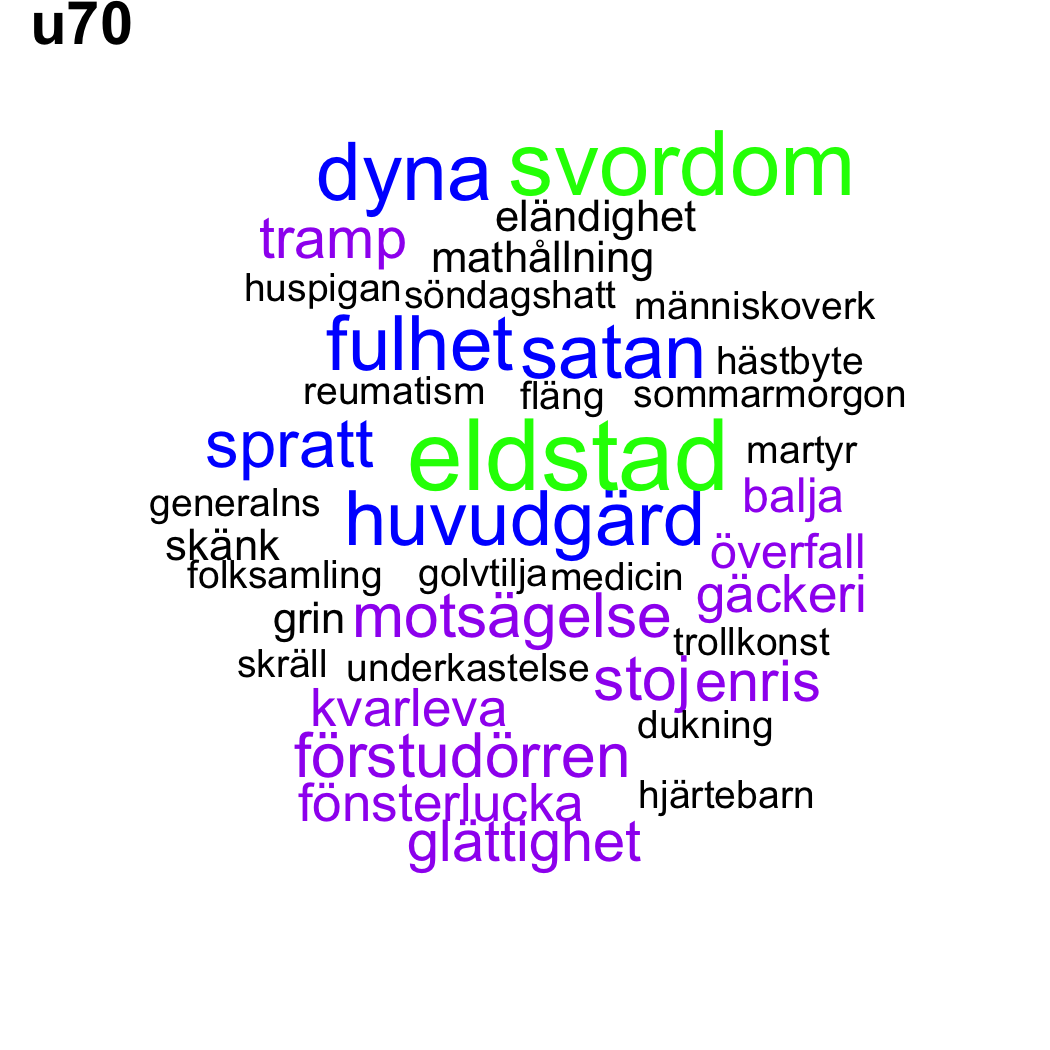 u70
dyna svordom
eländighet
tramp mathållning
huspigan söndagshatt människoverk
fulhet satan hästbyte
reumatism fläng sommarmorgon
spratt eldstad martyr
generalns huvudgärd balja
skänk överfall
folksamling golvtilja medicin gäckeri
grin motsägelse trollkonst
skräll underkastelse stoj enris
kvarleva dukning
förstudörren
fönsterlucka hjärtebarn
glättighet